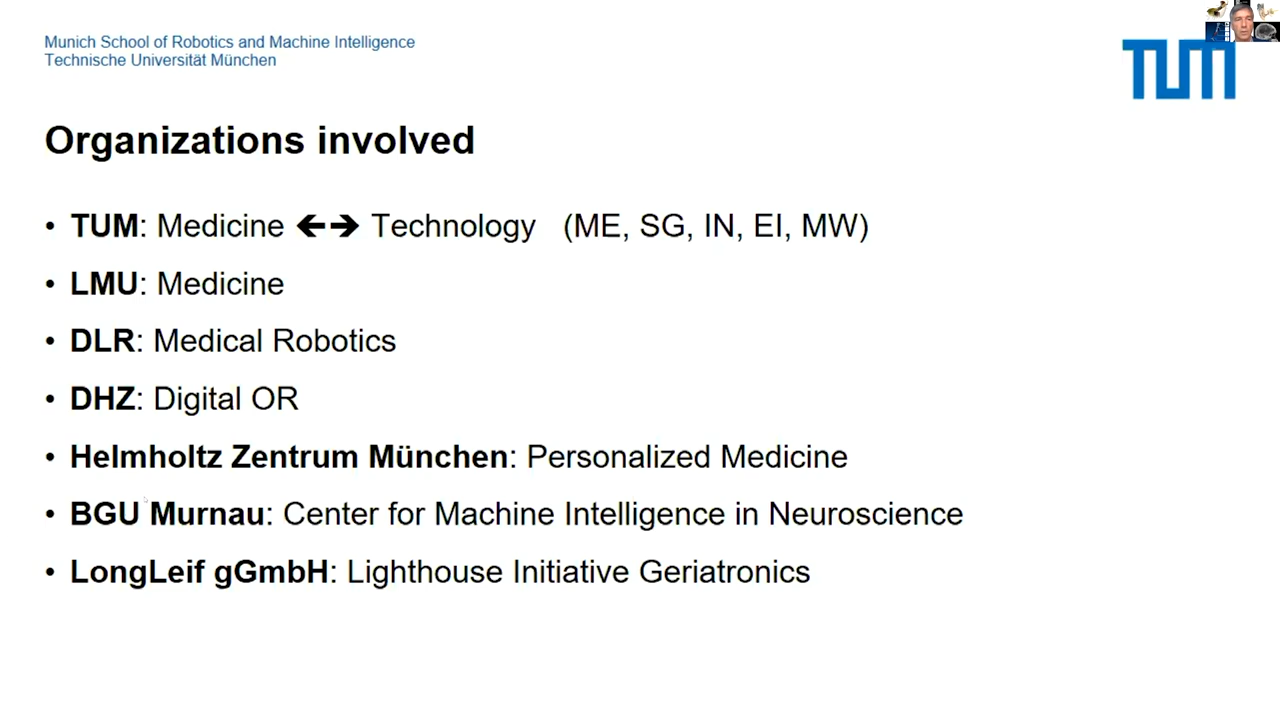 Munich School of Robotics and Machine Intelligence
Technische Universität München
TUM
Organizations involved
• TUM: Medicine 🡨🡪 Technology (ME, SG, IN, EI, MW)
• LMU: Medicine
• DLR: Medical Robotics
• DHZ: Digital OR
• Helmholtz Zentrum München: Personalized Medicine
• BGU Murnau: Center for Machine Intelligence in Neuroscience
• LongLeif gGmbH: Lighthouse Initiative Geriatronics